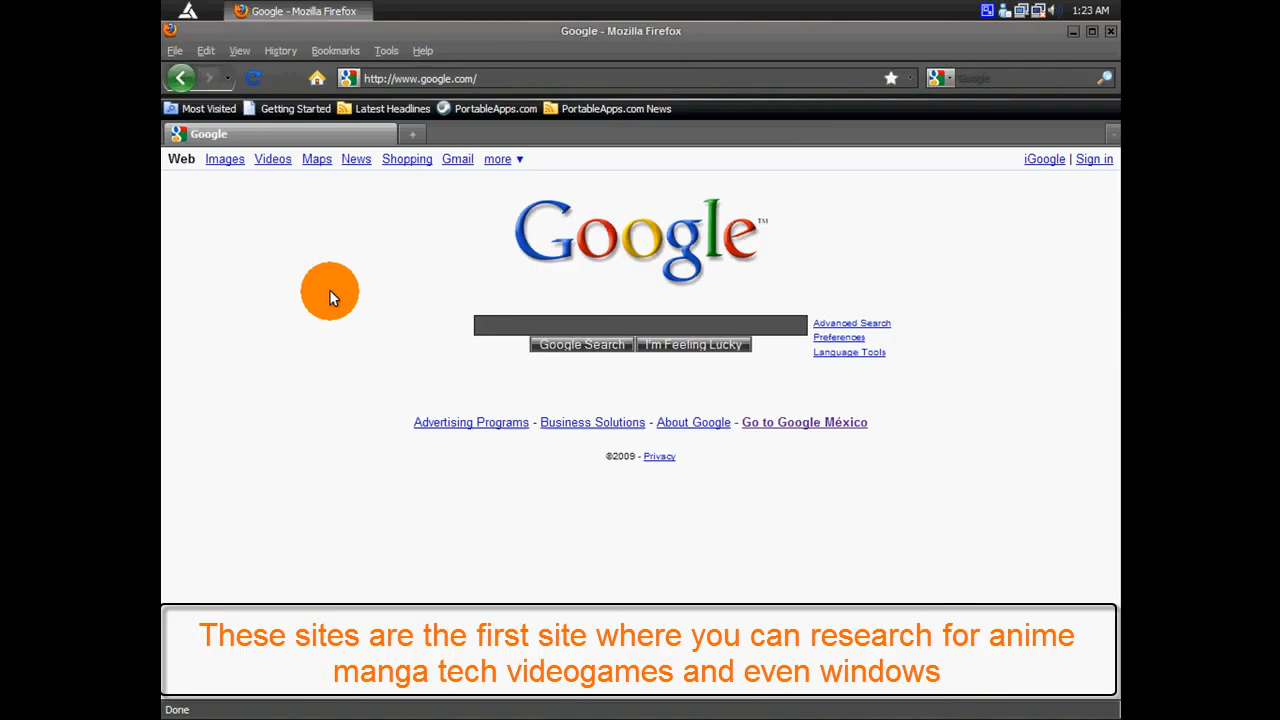 Google - Mozilla Firefox
1:23 AM
Google - Mozilla Firefox
File Edit View History Bookmarks Tools Help
http://www.google.com/
Google
Most Visited Getting Started Latest Headlines PortableApps.com PortableApps.com News
Google
Web Images Videos Maps News Shopping Gmail more ▼
iGoogle | Sign in
Google™
Advanced Search
Preferences
Language Tools
Google Search I'm Feeling Lucky
Advertising Programs - Business Solutions - About Google - Go to Google México
©2009 - Privacy
These sites are the first site where you can research for anime
manga tech videogames and even windows
Done